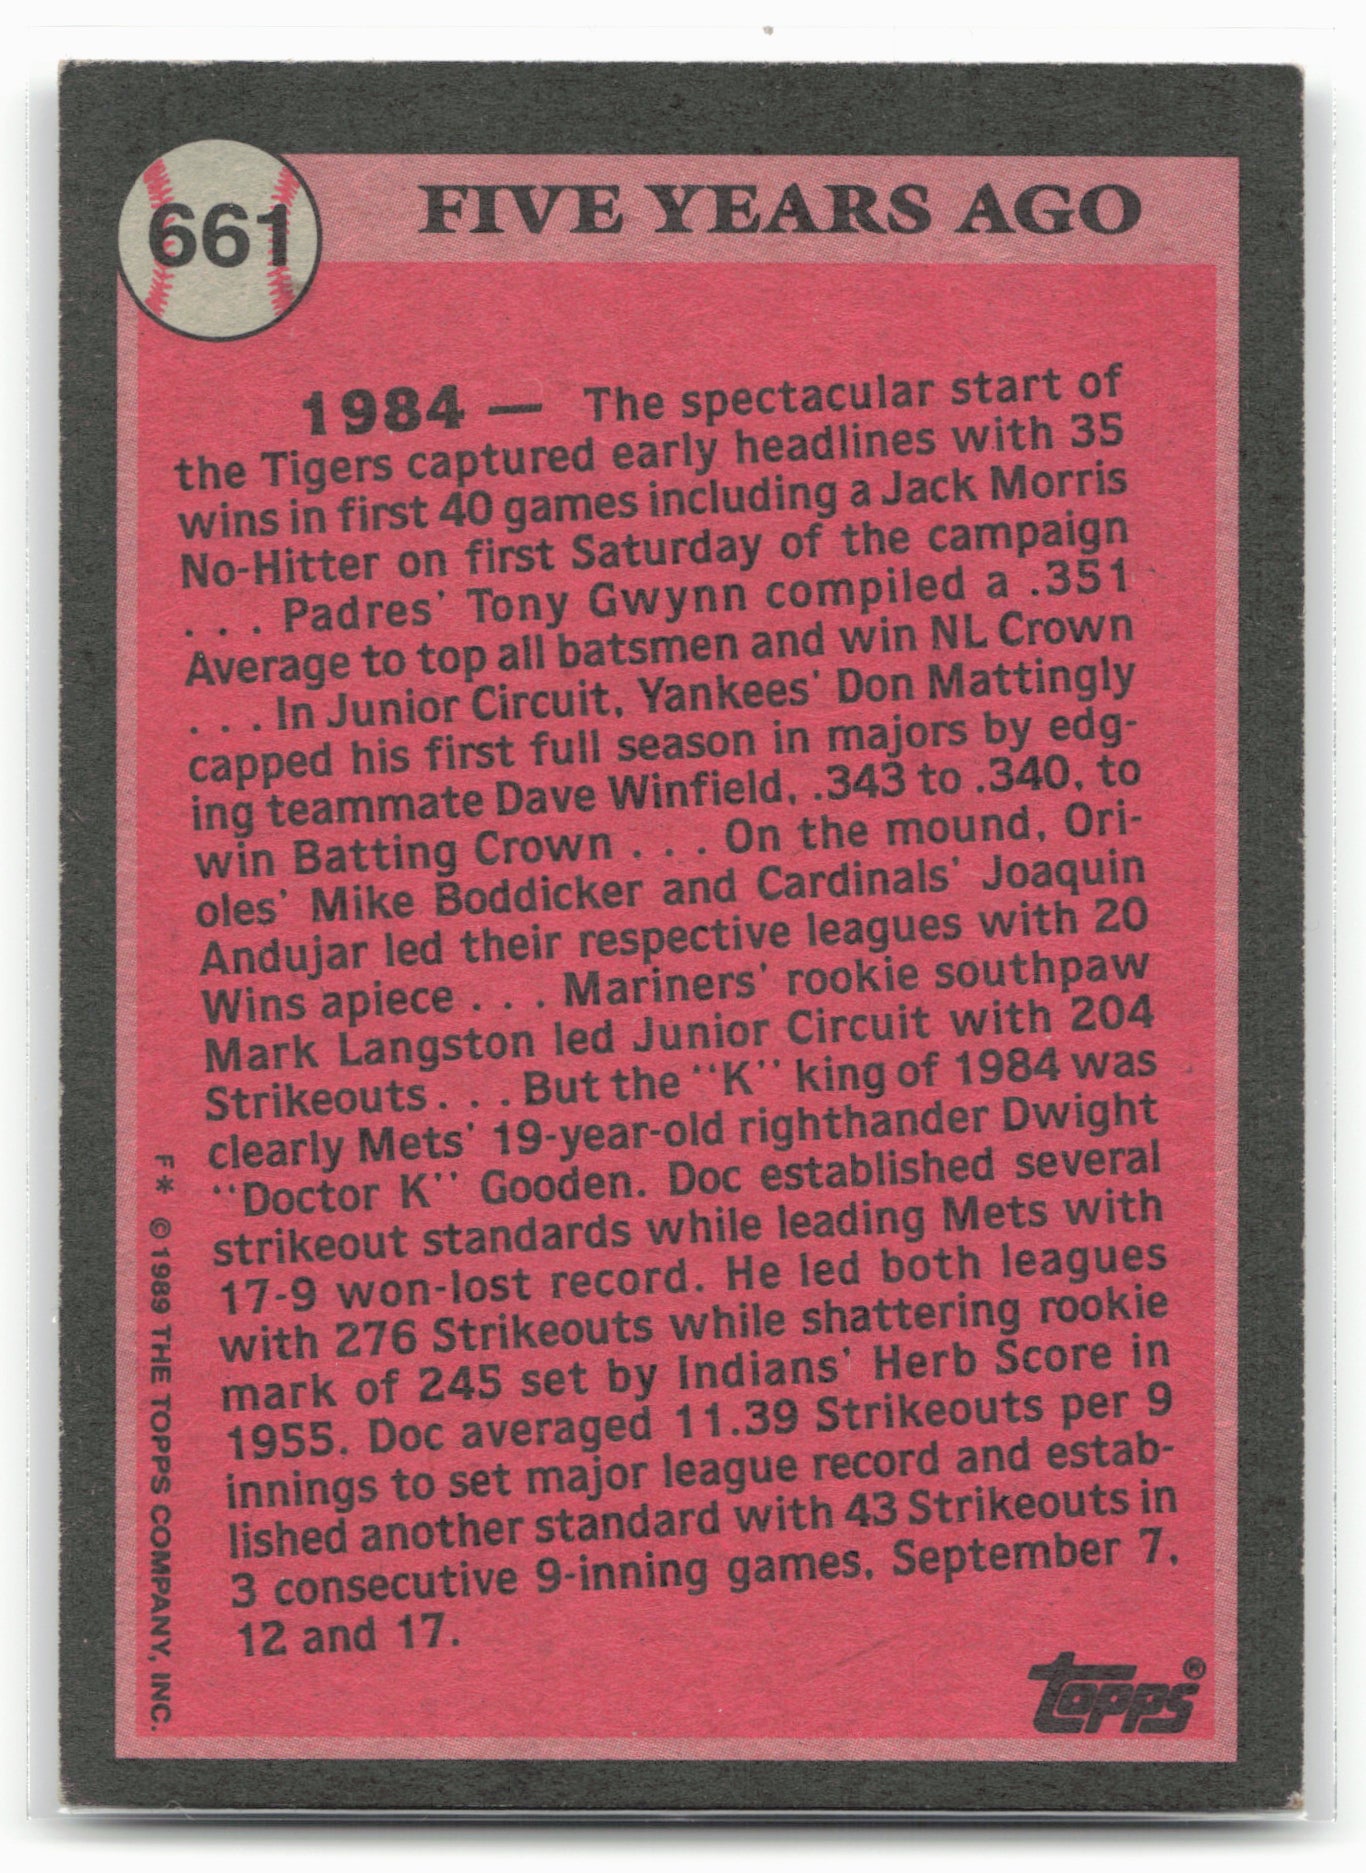 661
FIVE YEARS AGO
1984 — The spectacular start of
the Tigers captured early headlines with 35
wins in first 40 games including a Jack Morris
No-Hitter on first Saturday of the campaign
. . . Padres' Tony Gwynn compiled a .351
Average to top all batsmen and win NL Crown
. . . In Junior Circuit, Yankees' Don Mattingly
capped his first full season in majors by edg-
ing teammate Dave Winfield, .343 to .340, to
win Batting Crown . . . On the mound, Ori-
oles' Mike Boddicker and Cardinals' Joaquin
Andujar led their respective leagues with 20
Wins apiece . . . Mariners' rookie southpaw
Mark Langston led Junior Circuit with 204
Strikeouts . . . But the "K" king of 1984 was
clearly Mets' 19-year-old righthander Dwight
"Doctor K" Gooden. Doc established several
strikeout standards while leading Mets with
17-9 won-lost record. He led both leagues
with 276 Strikeouts while shattering rookie
mark of 245 set by Indians' Herb Score in
1955. Doc averaged 11.39 Strikeouts per 9
innings to set major league record and estab-
lished another standard with 43 Strikeouts in
3 consecutive 9-inning games, September 7,
12 and 17.
F* ©1989 THE TOPPS COMPANY, INC.
topps®